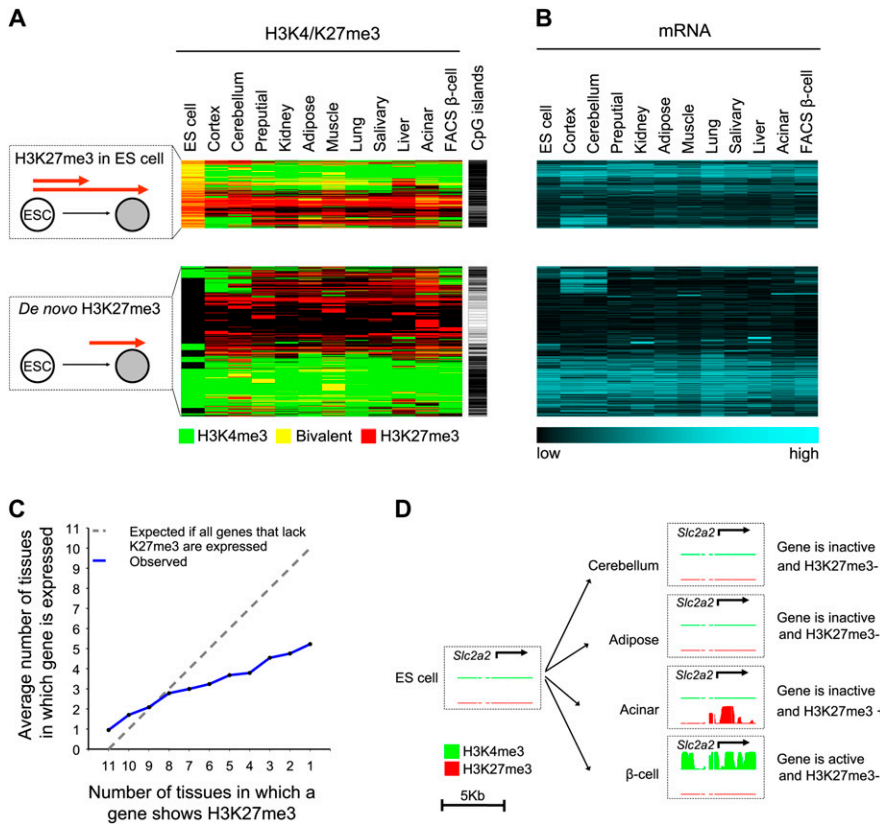 A
H3K4/K27me3
ES cell
Cortex
Cerebellum
Preputial
Kidney
Adipose
Muscle
Lung
Salivary
Liver
Acinar
FACS β-cell
CpG islands
H3K27me3 in ES cell
ESC
De novo H3K27me3
ESC
H3K4me3
Bivalent
H3K27me3
B
mRNA
ES cell
Cortex
Cerebellum
Preputial
Kidney
Adipose
Muscle
Lung
Salivary
Liver
Acinar
FACS β-cell
low
high
C
Average number of tissues
in which gene is expressed
11
10
9
8
7
6
5
4
3
2
1
0
Expected if all genes that lack
K27me3 are expressed
Observed
11 10 9 8 7 6 5 4 3 2 1
Number of tissues in which a
gene shows H3K27me3
D
ES cell
Slc2a2
Cerebellum
Slc2a2
Gene is inactive
and H3K27me3-
Adipose
Slc2a2
Gene is inactive
and H3K27me3-
Acinar
Slc2a2
Gene is inactive
and H3K27me3 +
β-cell
Slc2a2
Gene is active
and H3K27me3-
H3K4me3
H3K27me3
5Kb